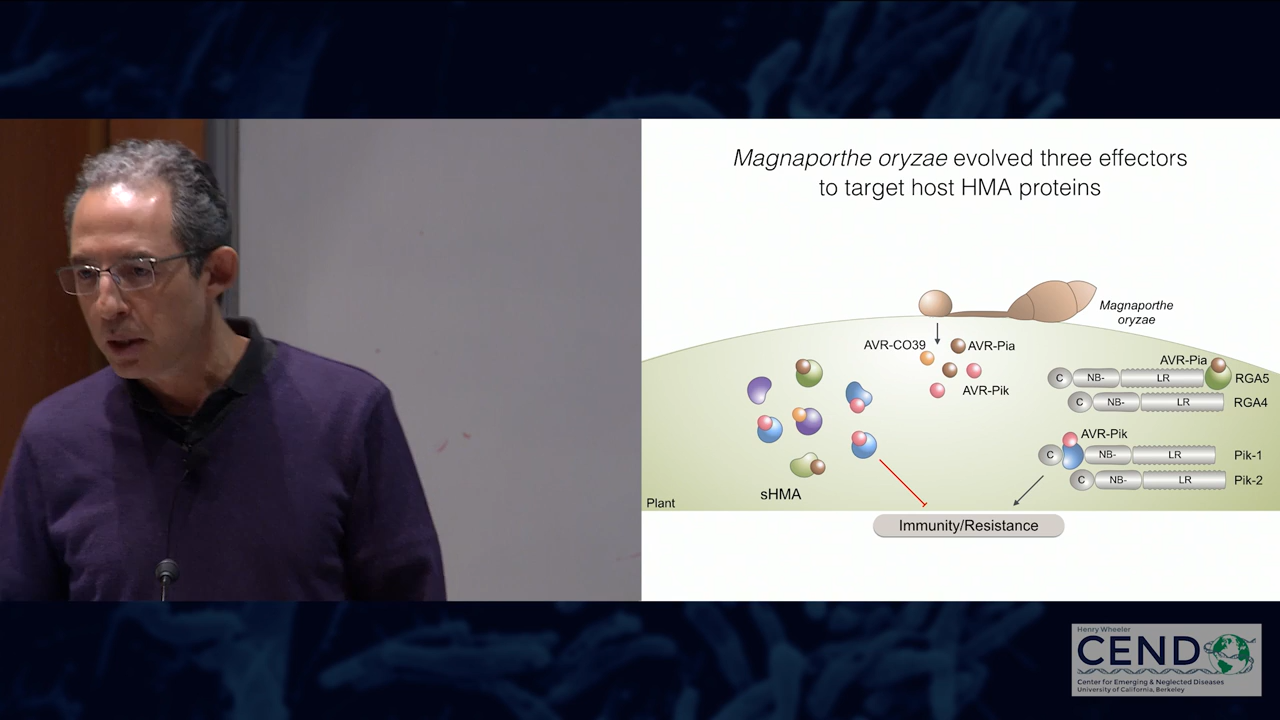 Magnaporthe oryzae evolved three effectors
to target host HMA proteins
Magnaporthe
oryzae
AVR-CO39
AVR-Pia
AVR-Pik
AVR-Pia
C
NB-
LR
RGA5
C
NB-
LR
RGA4
AVR-Pik
C
NB-
LR
Pik-1
C
NB-
LR
Pik-2
sHMA
Plant
Immunity/Resistance
Henry Wheeler
CEND
Center for Emerging & Neglected Diseases
University of California, Berkeley